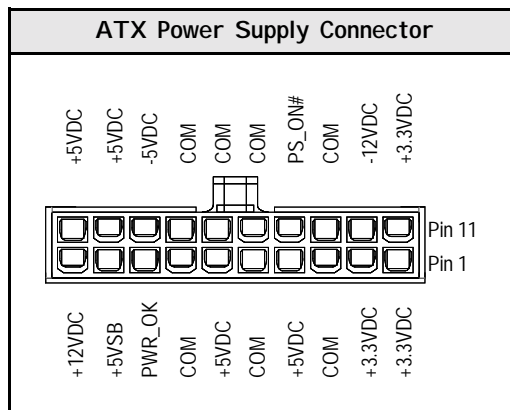 ATX Power Supply Connector
+5VDC
+5VDC
-5VDC
COM
COM
COM
PS_ON#
COM
-12VDC
+3.3VDC
Pin 11
Pin 1
+12VDC
+5VSB
PWR_OK
COM
+5VDC
COM
+5VDC
COM
+3.3VDC
+3.3VDC